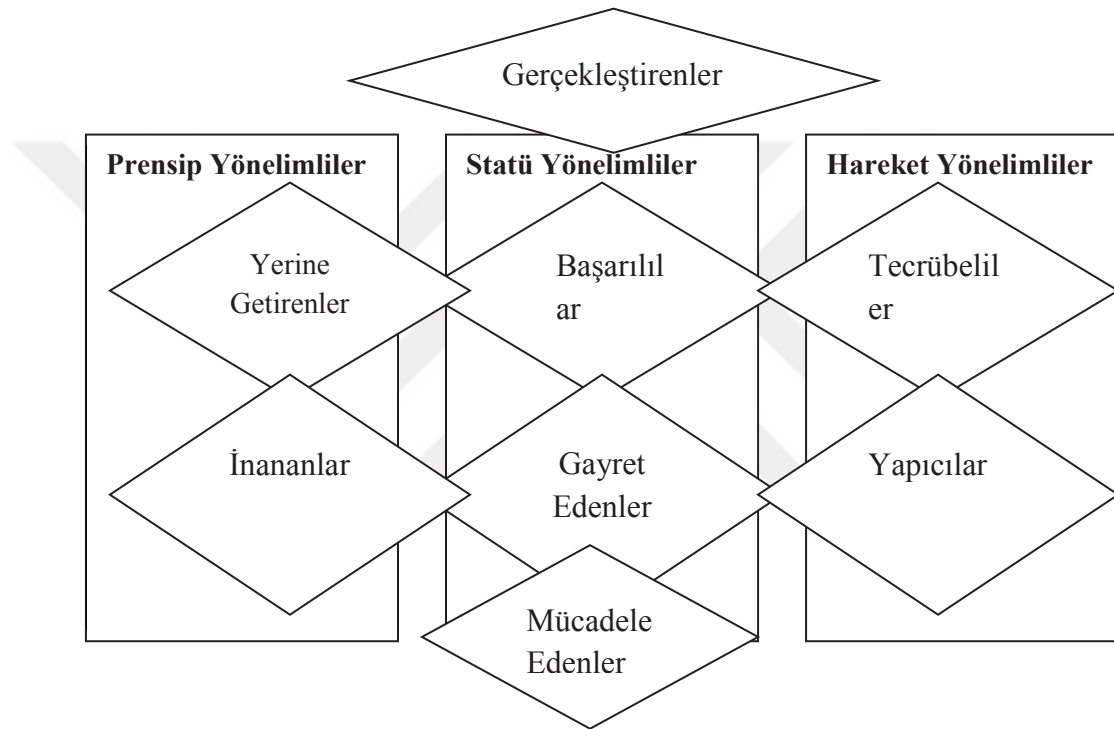 Gerçekleştirenler
Prensip Yönelimliler
Statü Yönelimliler
Hareket Yönelimliler
Yerine
Getirenler
Başarılıl
ar
Tecrübelil
er
İnananlar
Gayret
Edenler
Yapıcılar
Mücadele
Edenler